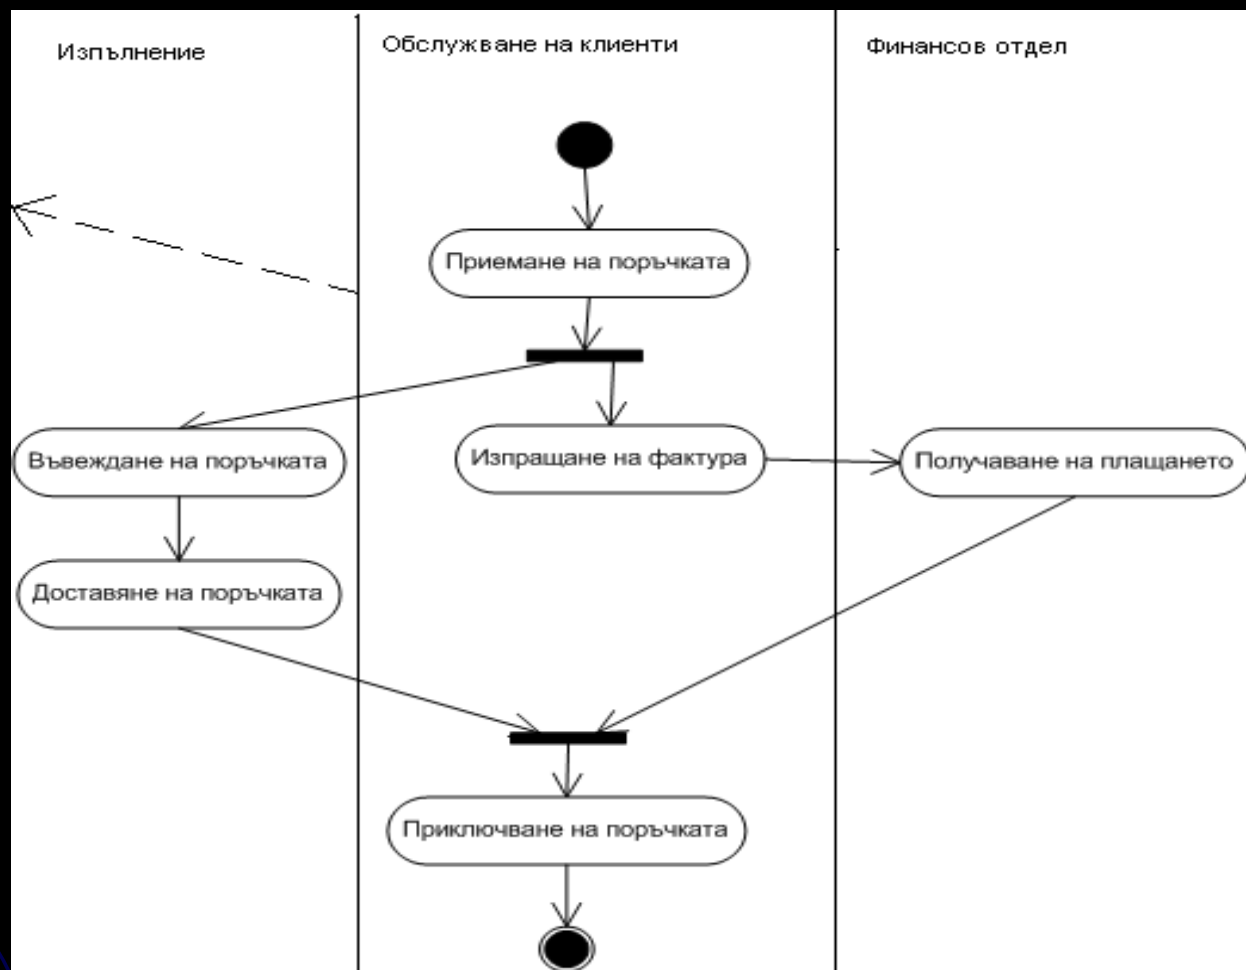 Изпълнение
Обслужване на клиенти
Финансов отдел
Приемане на поръчката
Въвеждане на поръчката
Изпращане на фактура
Получаване на плащането
Доставяне на поръчката
Приключване на поръчката